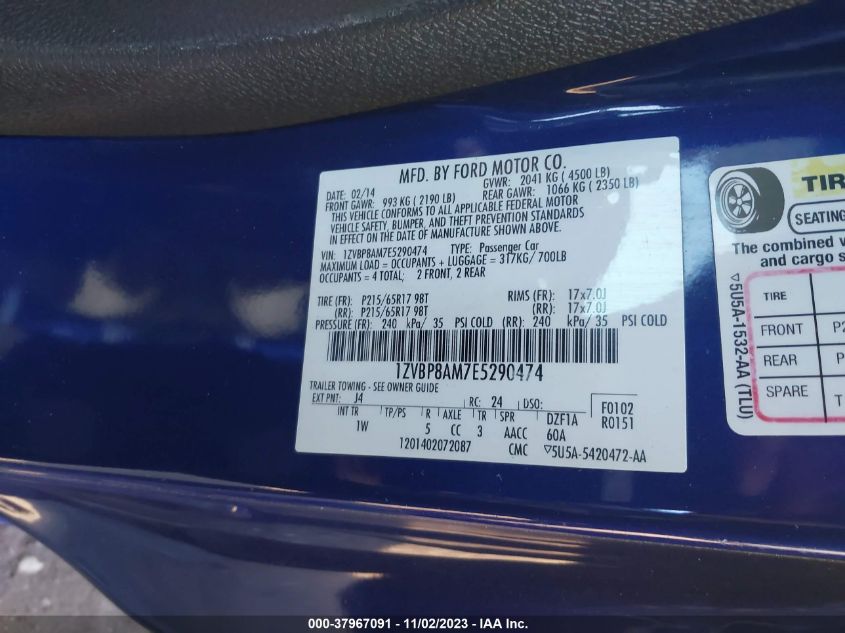 MFD. BY FORD MOTOR CO.
DATE: 02/14 GVWR: 2041 KG ( 4500 LB)
FRONT GAWR: 993 KG ( 2190 LB) REAR GAWR: 1066 KG ( 2350 LB)
THIS VEHICLE CONFORMS TO ALL APPLICABLE FEDERAL MOTOR
VEHICLE SAFETY, BUMPER, AND THEFT PREVENTION STANDARDS
IN EFFECT ON THE DATE OF MANUFACTURE SHOWN ABOVE.
VIN: 1ZVBP8AM7E5290474 TYPE: Passenger Car
MAXIMUM LOAD = OCCUPANTS + LUGGAGE = 317KG/ 700LB
OCCUPANTS = 4 TOTAL; 2 FRONT, 2 REAR
TIRE (FR): P215/65R17 98T RIMS (FR): 17x7.0J
(RR): P215/65R17 98T (RR): 17x7.0J
PRESSURE (FR): 240 kPa/ 35 PSI COLD (RR): 240 kPa/ 35 PSI COLD
1ZVBP8AM7E5290474
TRAILER TOWING - SEE OWNER GUIDE
EXT PNT: J4 RC: 24 DSO: F0102
INT TR TP/PS R AXLE TR SPR DZF1A R0151
1W 5 CC 3 AACC 60A
12014020720B7 CMC ▽5U5A-5420472-AA
TIR
SEATING
The combined
and cargo
TIRE
FRONT P2
REAR P
SPARE T
▽5U5A-1532-AA (TLU)
000-37967091 - 11/02/2023 - IAA Inc.